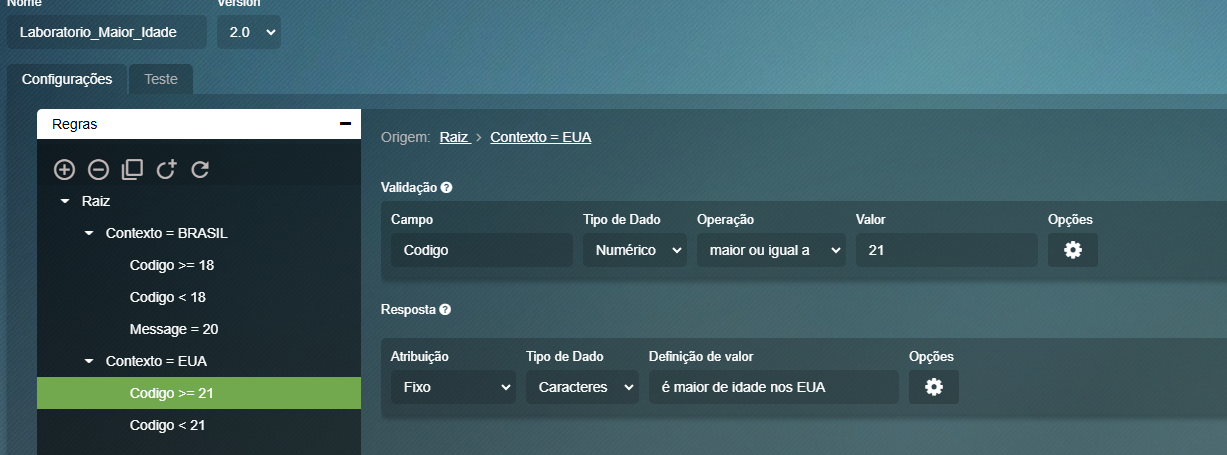 Nome Version
Laboratorio_Maior_Idade 2.0
Configurações Teste
Regras
Origem: Raiz > Contexto = EUA
Raiz
Contexto = BRASIL
Codigo >= 18
Codigo < 18
Message = 20
Contexto = EUA
Codigo >= 21
Codigo < 21
Validação
Campo Tipo de Dado Operação Valor Opções
Codigo Numérico maior ou igual a 21
Resposta
Atribuição Tipo de Dado Definição de valor Opções
Fixo Caracteres é maior de idade nos EUA